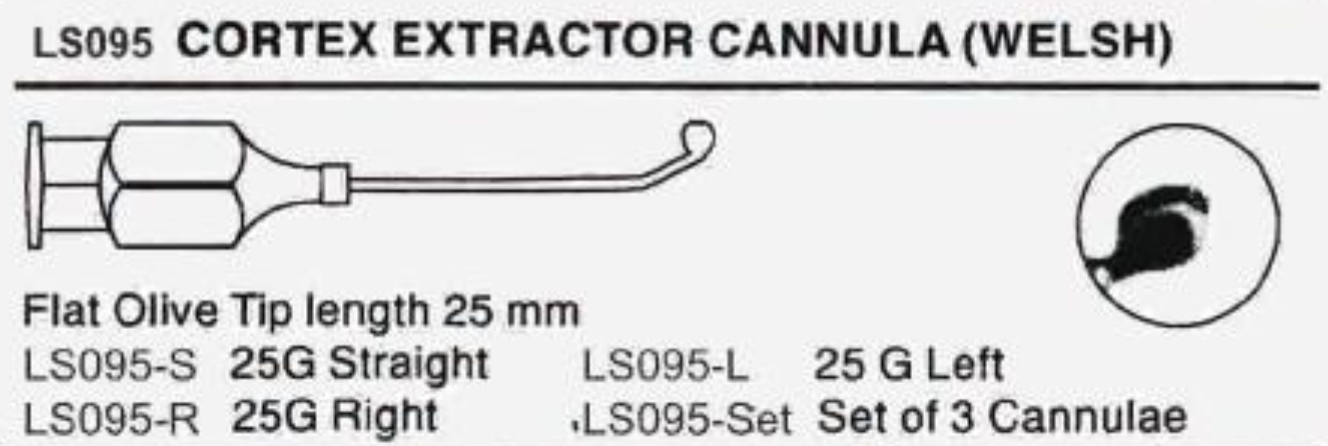 LS095 CORTEX EXTRACTOR CANNULA (WELSH)
Flat Olive Tip length 25 mm
LS095-S 25G Straight LS095-L 25 G Left
LS095-R 25G Right .LS095-Set Set of 3 Cannulae